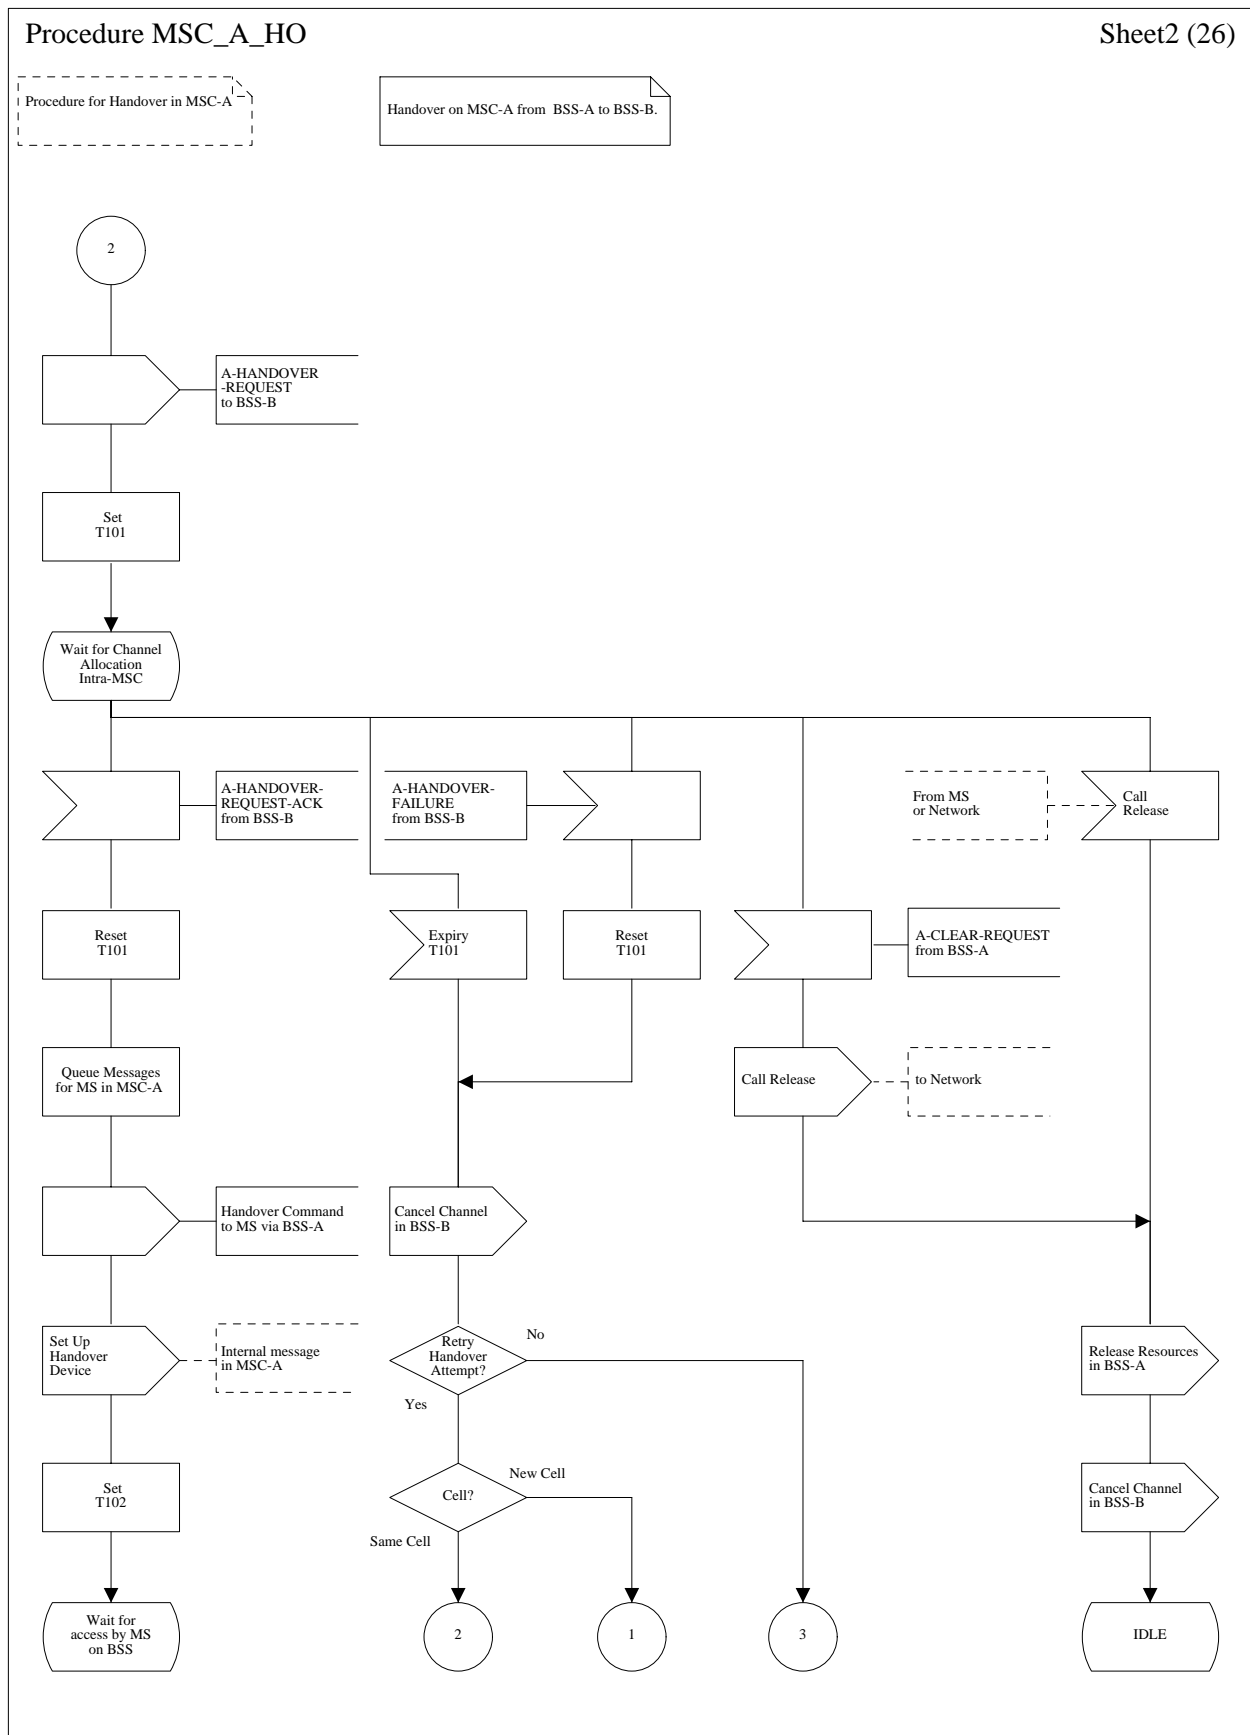 Procedure MSC_A_HO
Sheet2 (26)
Procedure for Handover in MSC-A
Handover on MSC-A from  BSS-A to BSS-B.
2
A-HANDOVER
-REQUEST
to BSS-B
Set
T101
Wait for Channel
Allocation
Intra-MSC
A-HANDOVER-
REQUEST-ACK
from BSS-B
A-HANDOVER-
FAILURE
from BSS-B
From MS
or Network
Call
Release
Reset
T101
Expiry
T101
Reset
T101
A-CLEAR-REQUEST
from BSS-A
Queue Messages
for MS in MSC-A
Call Release
to Network
Handover Command
to MS via BSS-A
Cancel Channel
in BSS-B
Set Up
Handover
Device
Internal message
in MSC-A
Retry
Handover
Attempt?
No
Yes
Release Resources
in BSS-A
Set
T102
Cell?
New Cell
Same Cell
Cancel Channel
in BSS-B
Wait for
access by MS
on BSS
2
1
3
IDLE